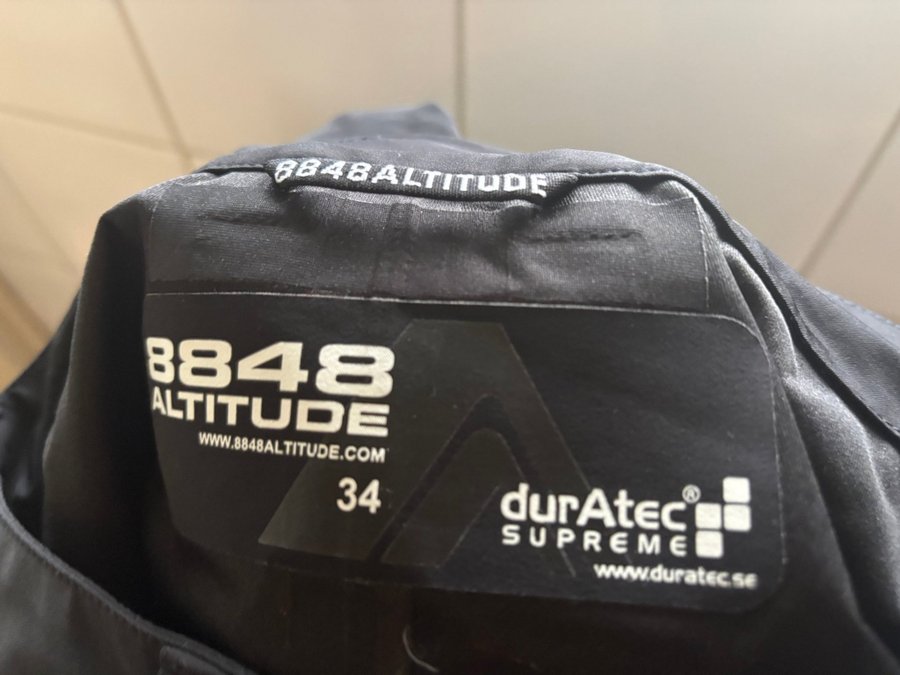 8848ALTITUDE
8848
ALTITUDE
WWW.8848ALTITUDE.COM
34
durAtec®
SUPREME
www.duratec.se